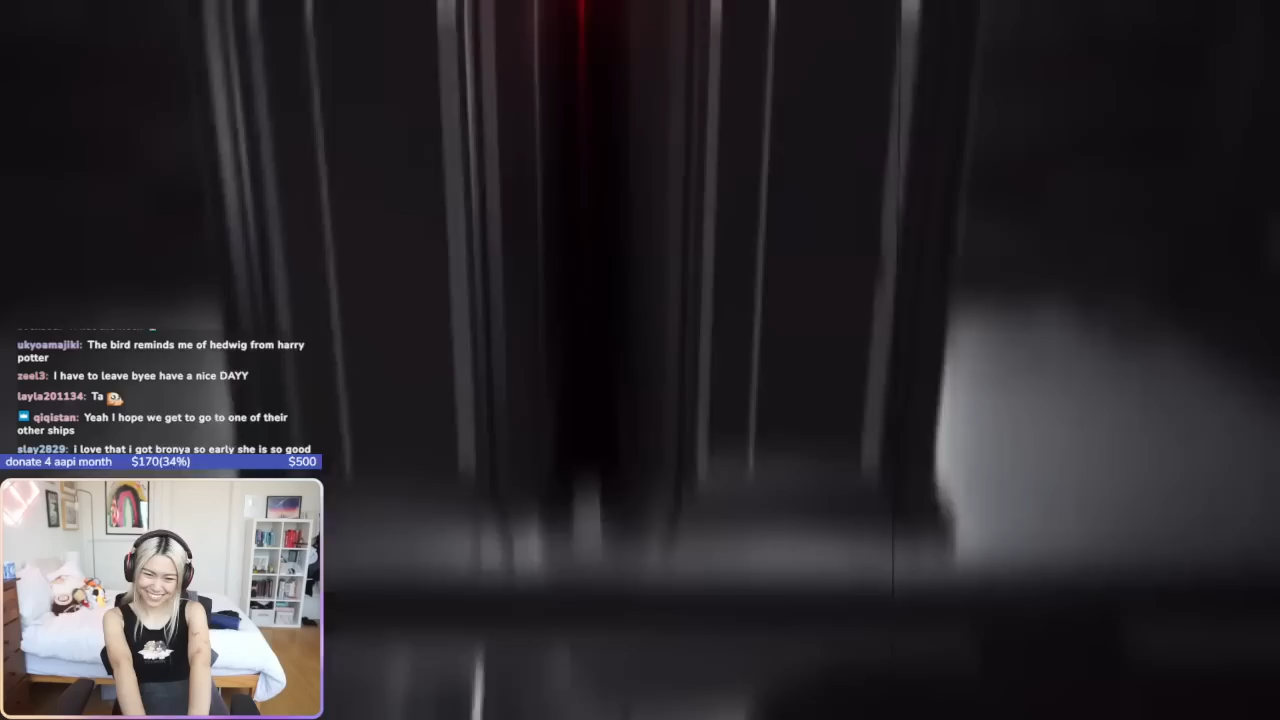 ukyoamajiki: The bird reminds me of hedwig from harry
potter
zeel3: I have to leave byee have a nice DAYY
layla201134: Ta
qiqistan: Yeah I hope we get to go to one of their
other ships
slay2829: i love that i got bronya so early she is so good
donate 4 aapi month $170(34%) $500